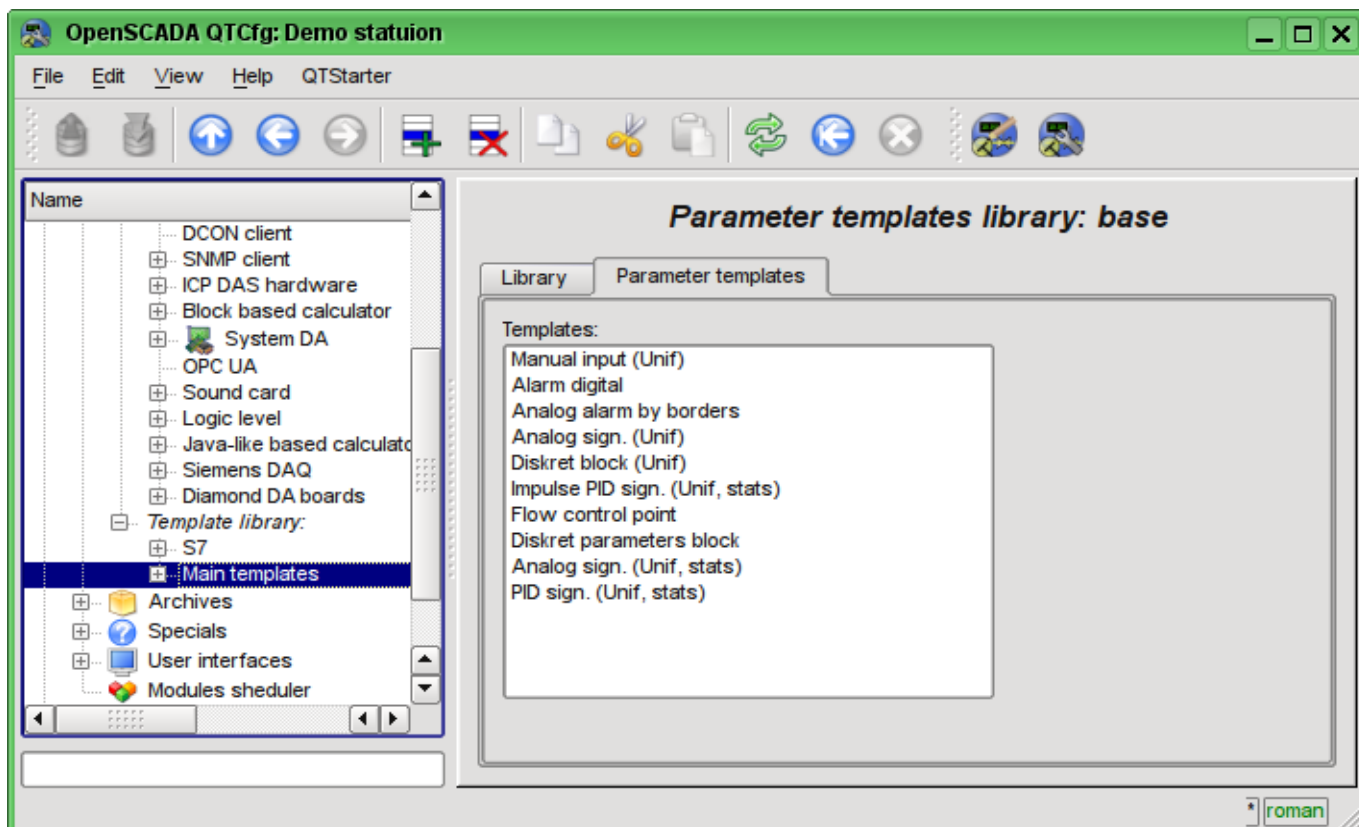 OpenSCADA QTCfg: Demo statuion
File Edit View Help QTStarter
Name
DCON client
SNMP client
ICP DAS hardware
Block based calculator
System DA
OPC UA
Sound card
Logic level
Java-like based calculato
Siemens DAQ
Diamond DA boards
Template library:
S7
Main templates
Archives
Specials
User interfaces
Modules sheduler
Parameter templates library: base
Library Parameter templates
Templates:
Manual input (Unif)
Alarm digital
Analog alarm by borders
Analog sign. (Unif)
Diskret block (Unif)
Impulse PID sign. (Unif, stats)
Flow control point
Diskret parameters block
Analog sign. (Unif, stats)
PID sign. (Unif, stats)
* roman